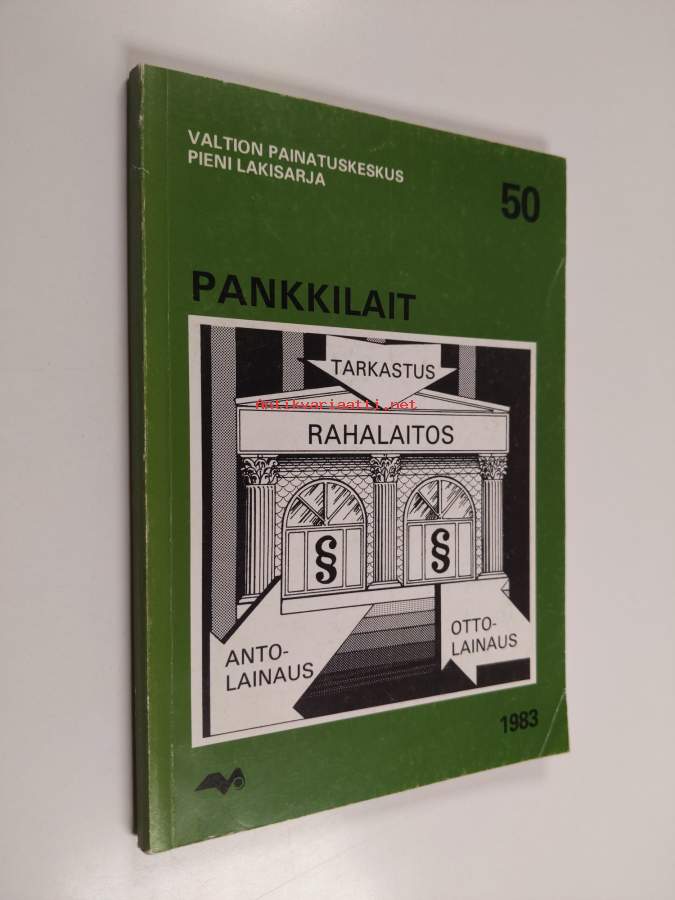 VALTION PAINATUSKESKUS
PIENI LAKISARJA
50
PANKKILAIT
TARKASTUS
Antikvariaatti.net
RAHALAITOS
§ §
ANTO-
LAINAUS
OTTO-
LAINAUS
1983